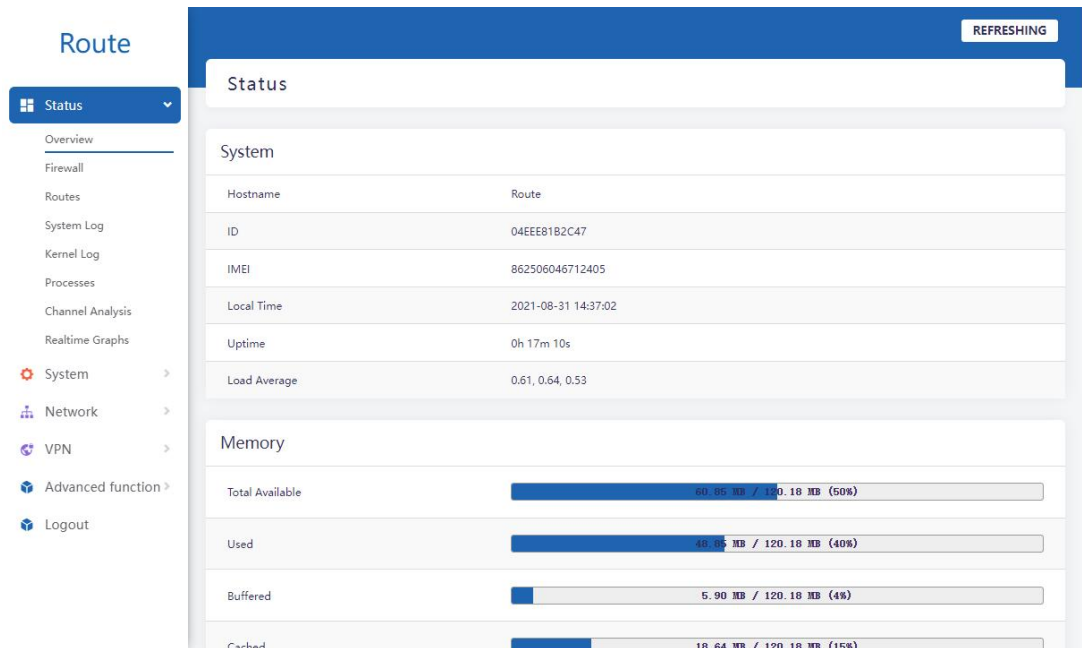 Route
REFRESHING
Status
Status
Overview
Firewall
Routes
System Log
Kernel Log
Processes
Channel Analysis
Realtime Graphs
System
Network
VPN
Advanced function
Logout
System
Hostname Route
ID 04EEE81B2C47
IMEI 862506046712405
Local Time 2021-08-31 14:37:02
Uptime 0h 17m 10s
Load Average 0.61, 0.64, 0.53
Memory
Total Available 60.85 MB / 120.18 MB (50%)
Used 48.65 MB / 120.18 MB (40%)
Buffered 5.90 MB / 120.18 MB (4%)
Cached 18.64 MB / 120.18 MB (15%)